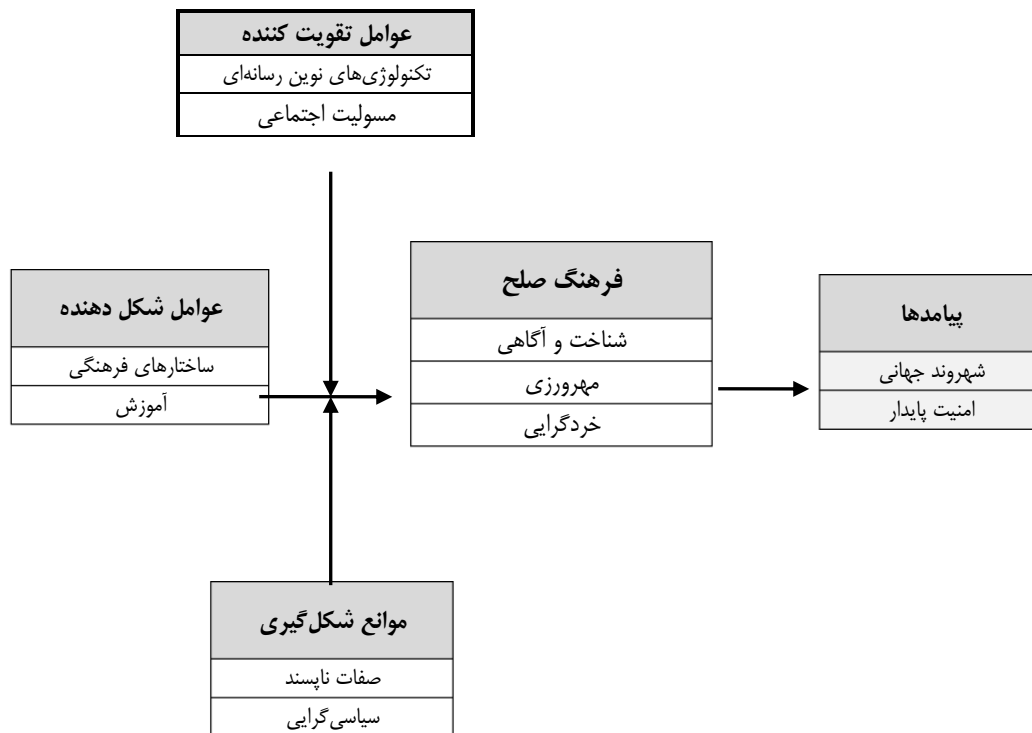 عوامل تقویت کننده
تکنولوژی‌های نوین رسانه‌ای
مسولیت اجتماعی
عوامل شکل دهنده
ساختارهای فرهنگی
آموزش
فرهنگ صلح
شناخت و آگاهی
مهرورزی
خردگرایی
پیامدها
شهروند جهانی
امنیت پایدار
موانع شکل‌گیری
صفات ناپسند
سیاسی‌گرایی